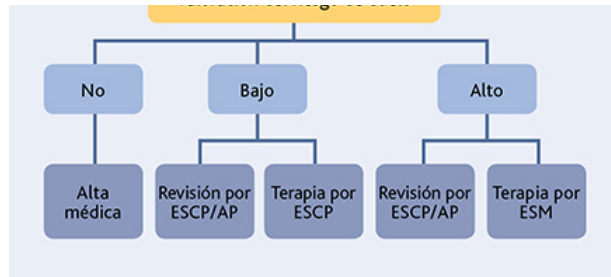 No
Bajo
Alto
Alta
médica
Revisión por
ESCP/AP
Terapia por
ESCP
Revisión por
ESCP/AP
Terapia por
ESM